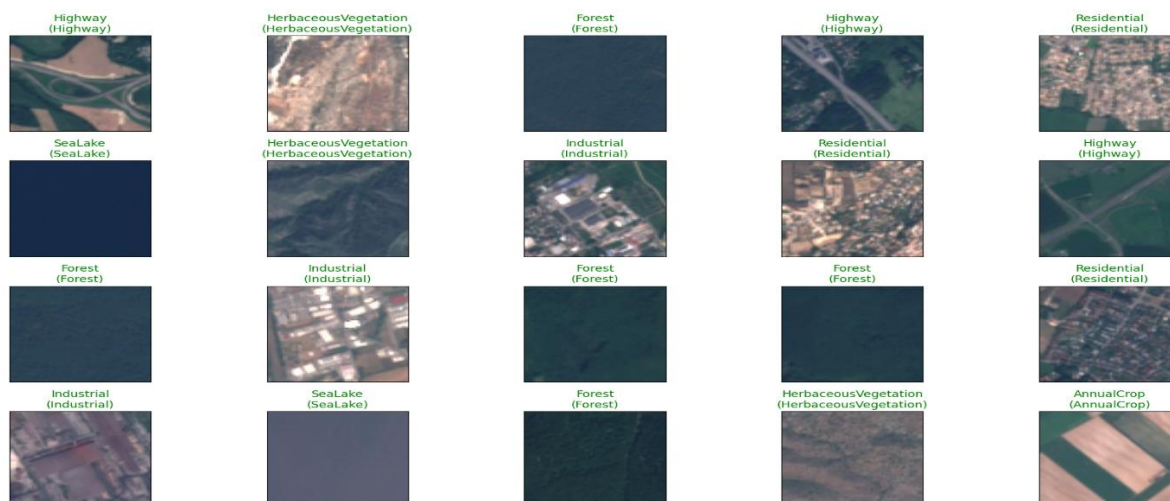 Highway
(Highway)
HerbaceousVegetation
(HerbaceousVegetation)
Forest
(Forest)
Highway
(Highway)
Residential
(Residential)
SeaLake
(SeaLake)
HerbaceousVegetation
(HerbaceousVegetation)
Industrial
(Industrial)
Residential
(Residential)
Highway
(Highway)
Forest
(Forest)
Industrial
(Industrial)
Forest
(Forest)
Forest
(Forest)
Residential
(Residential)
Industrial
(Industrial)
SeaLake
(SeaLake)
Forest
(Forest)
HerbaceousVegetation
(HerbaceousVegetation)
AnnualCrop
(AnnualCrop)